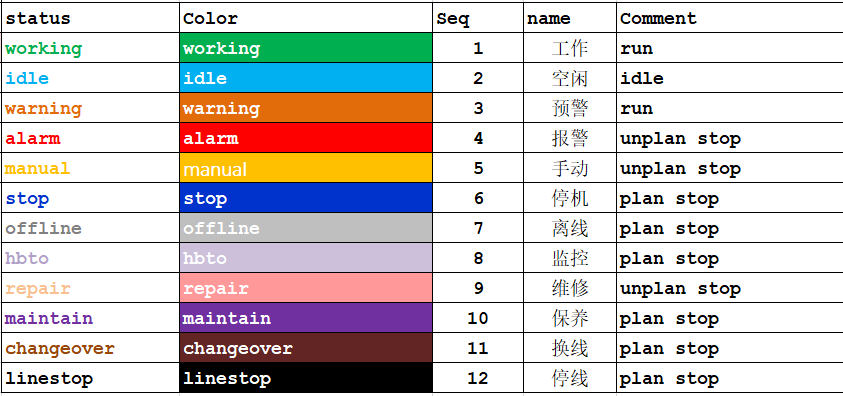 status Color Seq name Comment
working working 1 工作 run
idle idle 2 空闲 idle
warning warning 3 预警 run
alarm alarm 4 报警 unplan stop
manual manual 5 手动 unplan stop
stop stop 6 停机 plan stop
offline offline 7 离线 plan stop
hbto hbto 8 监控 plan stop
repair repair 9 维修 unplan stop
maintain maintain 10 保养 plan stop
changeover changeover 11 换线 plan stop
linestop linestop 12 停线 plan stop